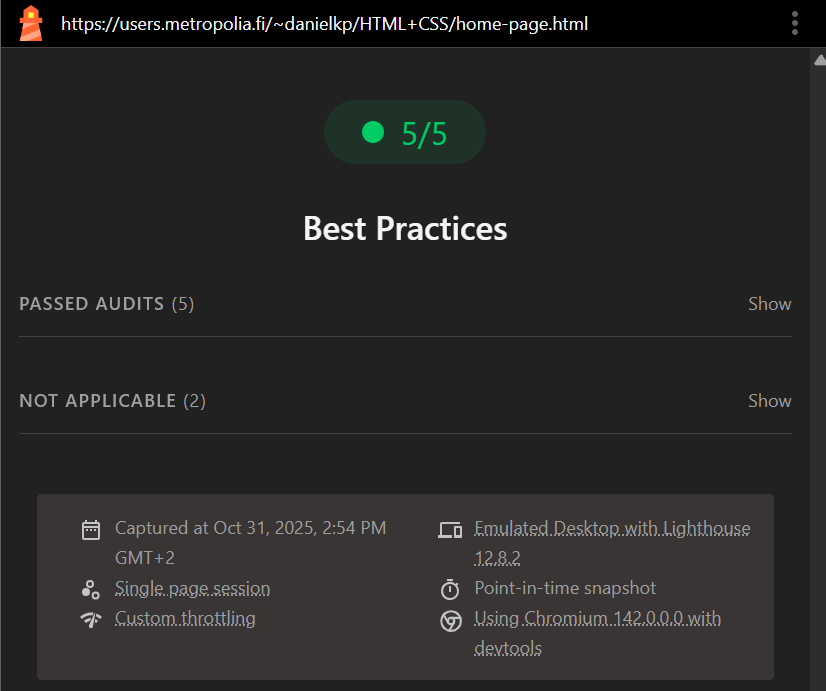 https://users.metropolia.fi/~danielkp/HTML+CSS/home-page.html
5/5
Best Practices
PASSED AUDITS (5)
Show
NOT APPLICABLE (2)
Show
Captured at Oct 31, 2025, 2:54 PM
GMT+2
Single page session
Custom throttling
Emulated Desktop with Lighthouse
12.8.2
Point-in-time snapshot
Using Chromium 142.0.0.0 with
devtools